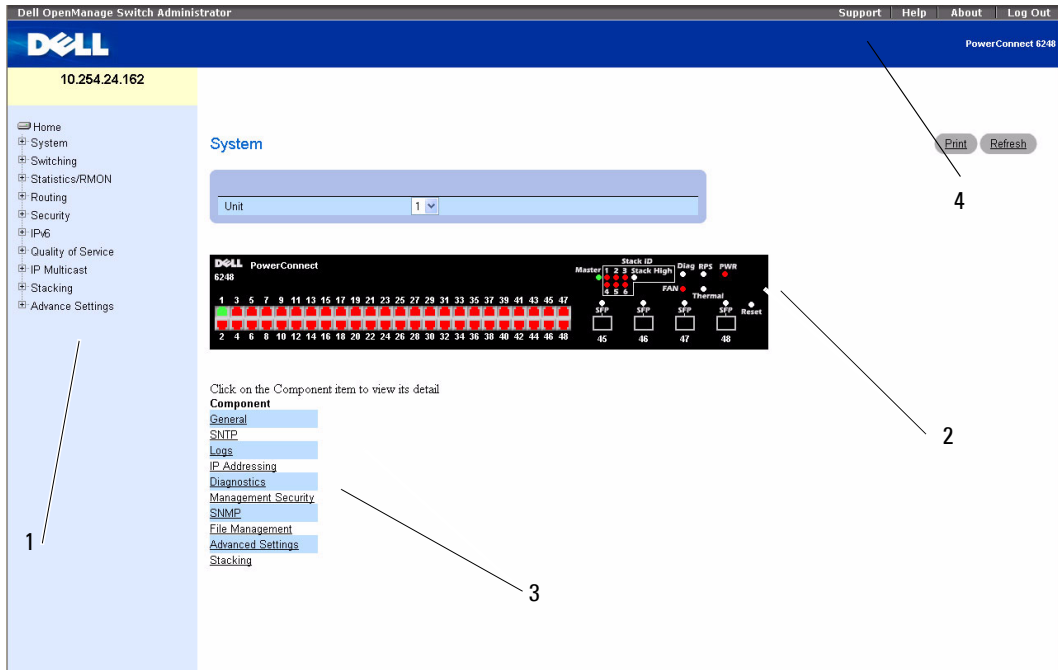 Dell OpenManage Switch Administrator Support Help About Log Out
DELL PowerConnect 6248
10.254.24.162
Home
System
Switching
Statistics/RMON
Routing
Security
IPv6
Quality of Service
IP Multicast
Stacking
Advance Settings
System Print Refresh
Unit 1
4
DELL PowerConnect
6248
Stack ID
Master 1 2 3 Stack High Diag RPS PWR
4 5 6 FAN Thermal
1 3 5 7 9 11 13 15 17 19 21 23 25 27 29 31 33 35 37 39 41 43 45 47
SFP SFP SFP SFP Reset
2 4 6 8 10 12 14 16 18 20 22 24 26 28 30 32 34 36 38 40 42 44 46 48
45 46 47 48
2
Click on the Component item to view its detail
Component
General
SNTP
Logs
IP Addressing
Diagnostics
Management Security
SNMP
File Management
Advanced Settings
Stacking
1
3